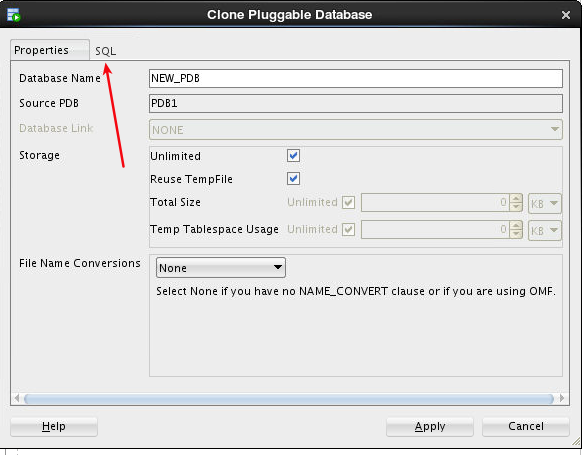 Clone Pluggable Database
Properties SQL
Database Name NEW_PDB
Source PDB PDB1
Database Link NONE
Storage Unlimited
Reuse TempFile
Total Size Unlimited 0 KB
Temp Tablespace Usage Unlimited 0 KB
File Name Conversions None
Select None if you have no NAME_CONVERT clause or if you are using OMF.
Help Apply Cancel